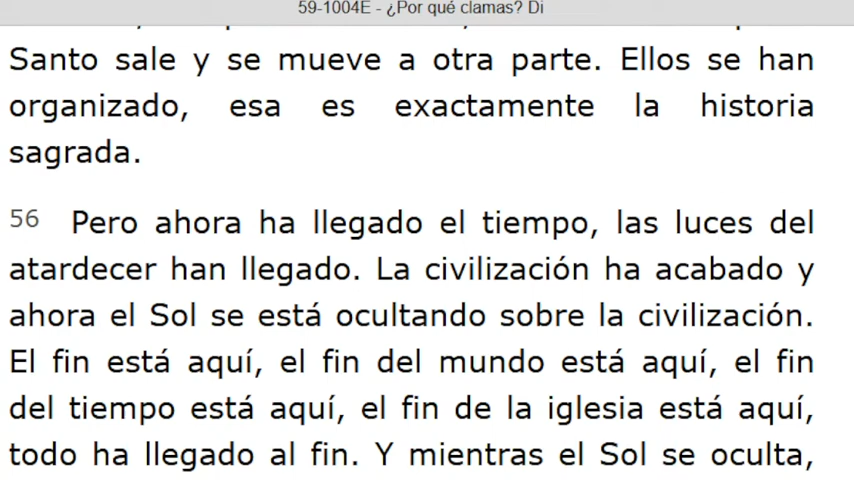 59-1004E - ¿Por qué clamas? Di
Santo sale y se mueve a otra parte. Ellos se han
organizado, esa es exactamente la historia
sagrada.
56 Pero ahora ha llegado el tiempo, las luces del
atardecer han llegado. La civilización ha acabado y
ahora el Sol se está ocultando sobre la civilización.
El fin está aquí, el fin del mundo está aquí, el fin
del tiempo está aquí, el fin de la iglesia está aquí,
todo ha llegado al fin. Y mientras el Sol se oculta,